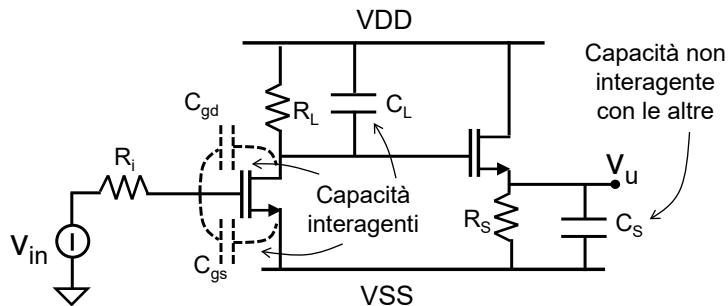 VDD
Capacità non
interagente
con le altre
C_gd
R_L
C_L
R_i
Capacità
interagenti
v_u
v_in
C_gs
R_S
C_S
VSS